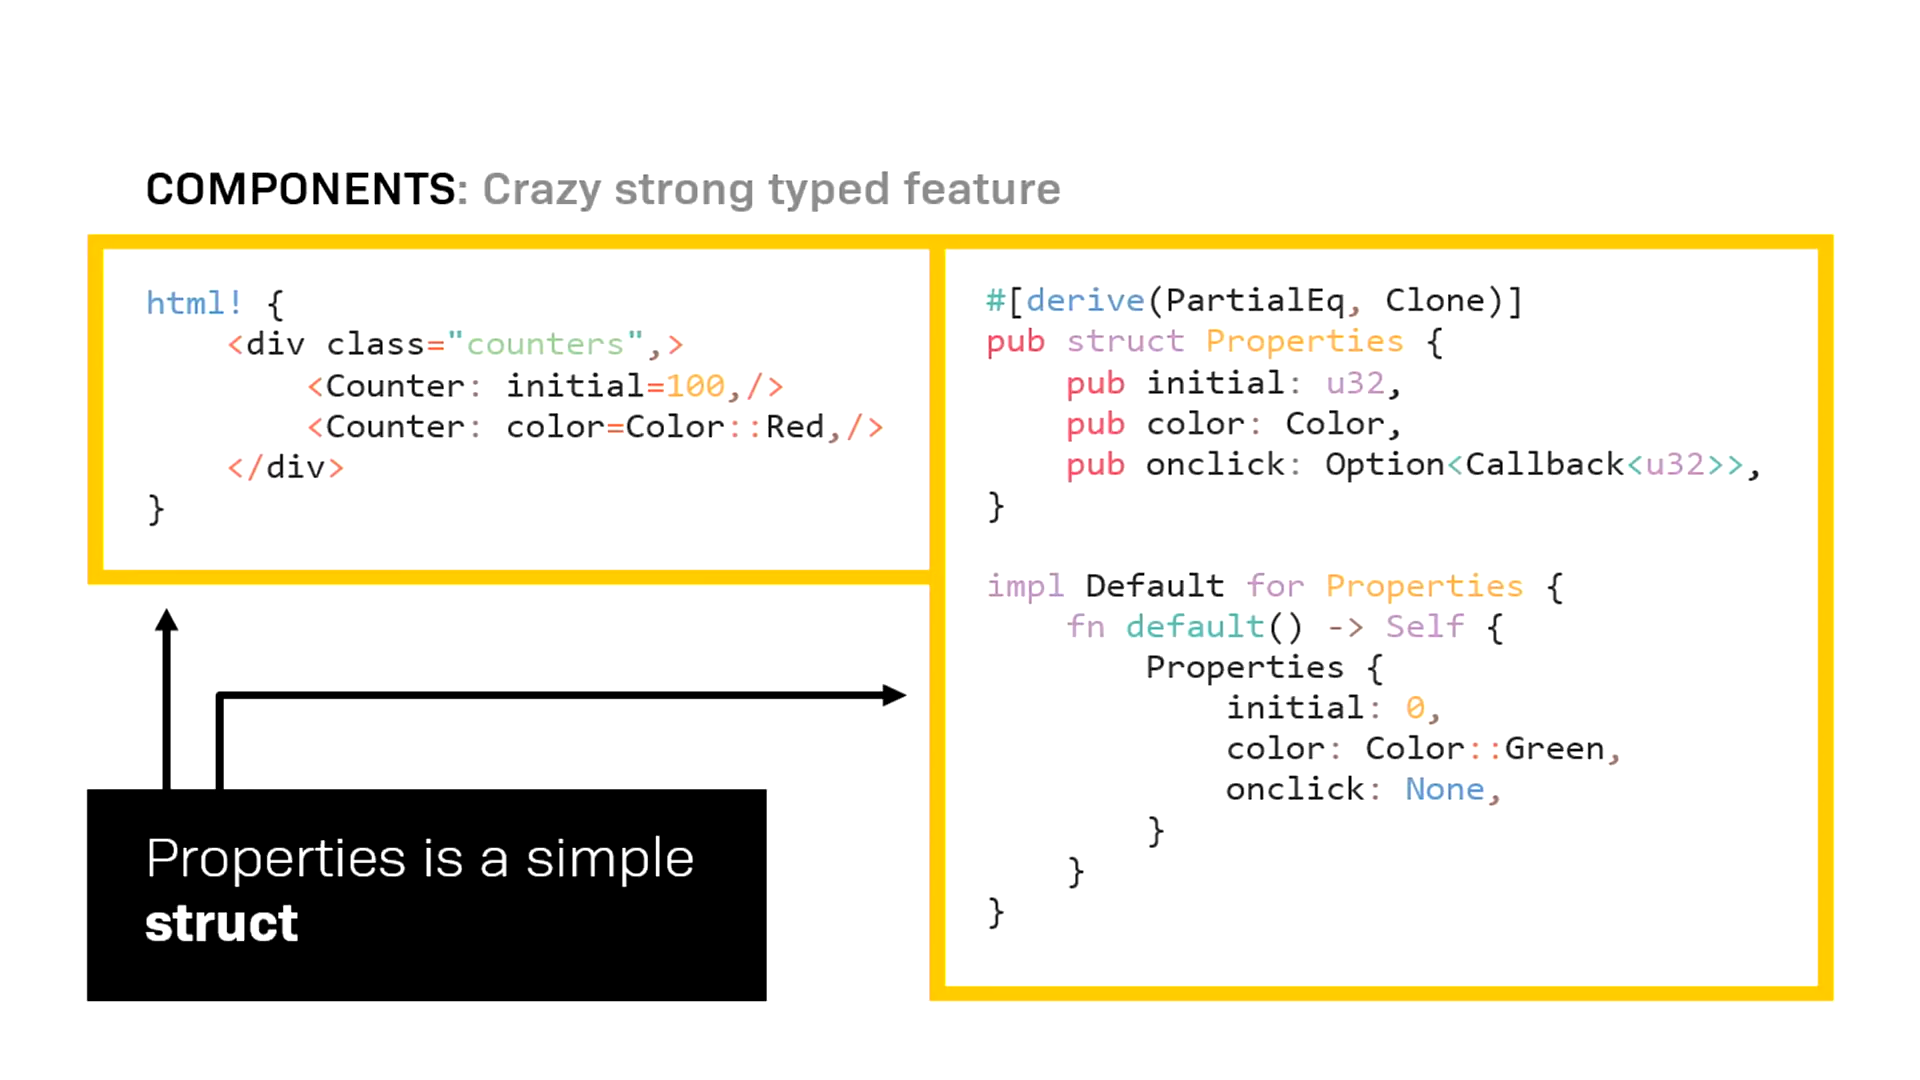 COMPONENTS: Crazy strong typed feature
html! {
    <div class="counters",>
        <Counter: initial=100,/>
        <Counter: color=Color::Red,/>
    </div>
}
#[derive(PartialEq, Clone)]
pub struct Properties {
    pub initial: u32,
    pub color: Color,
    pub onclick: Option<Callback<u32>>,
}
impl Default for Properties {
    fn default() -> Self {
        Properties {
            initial: 0,
            color: Color::Green,
            onclick: None,
        }
    }
}
Properties is a simple
struct